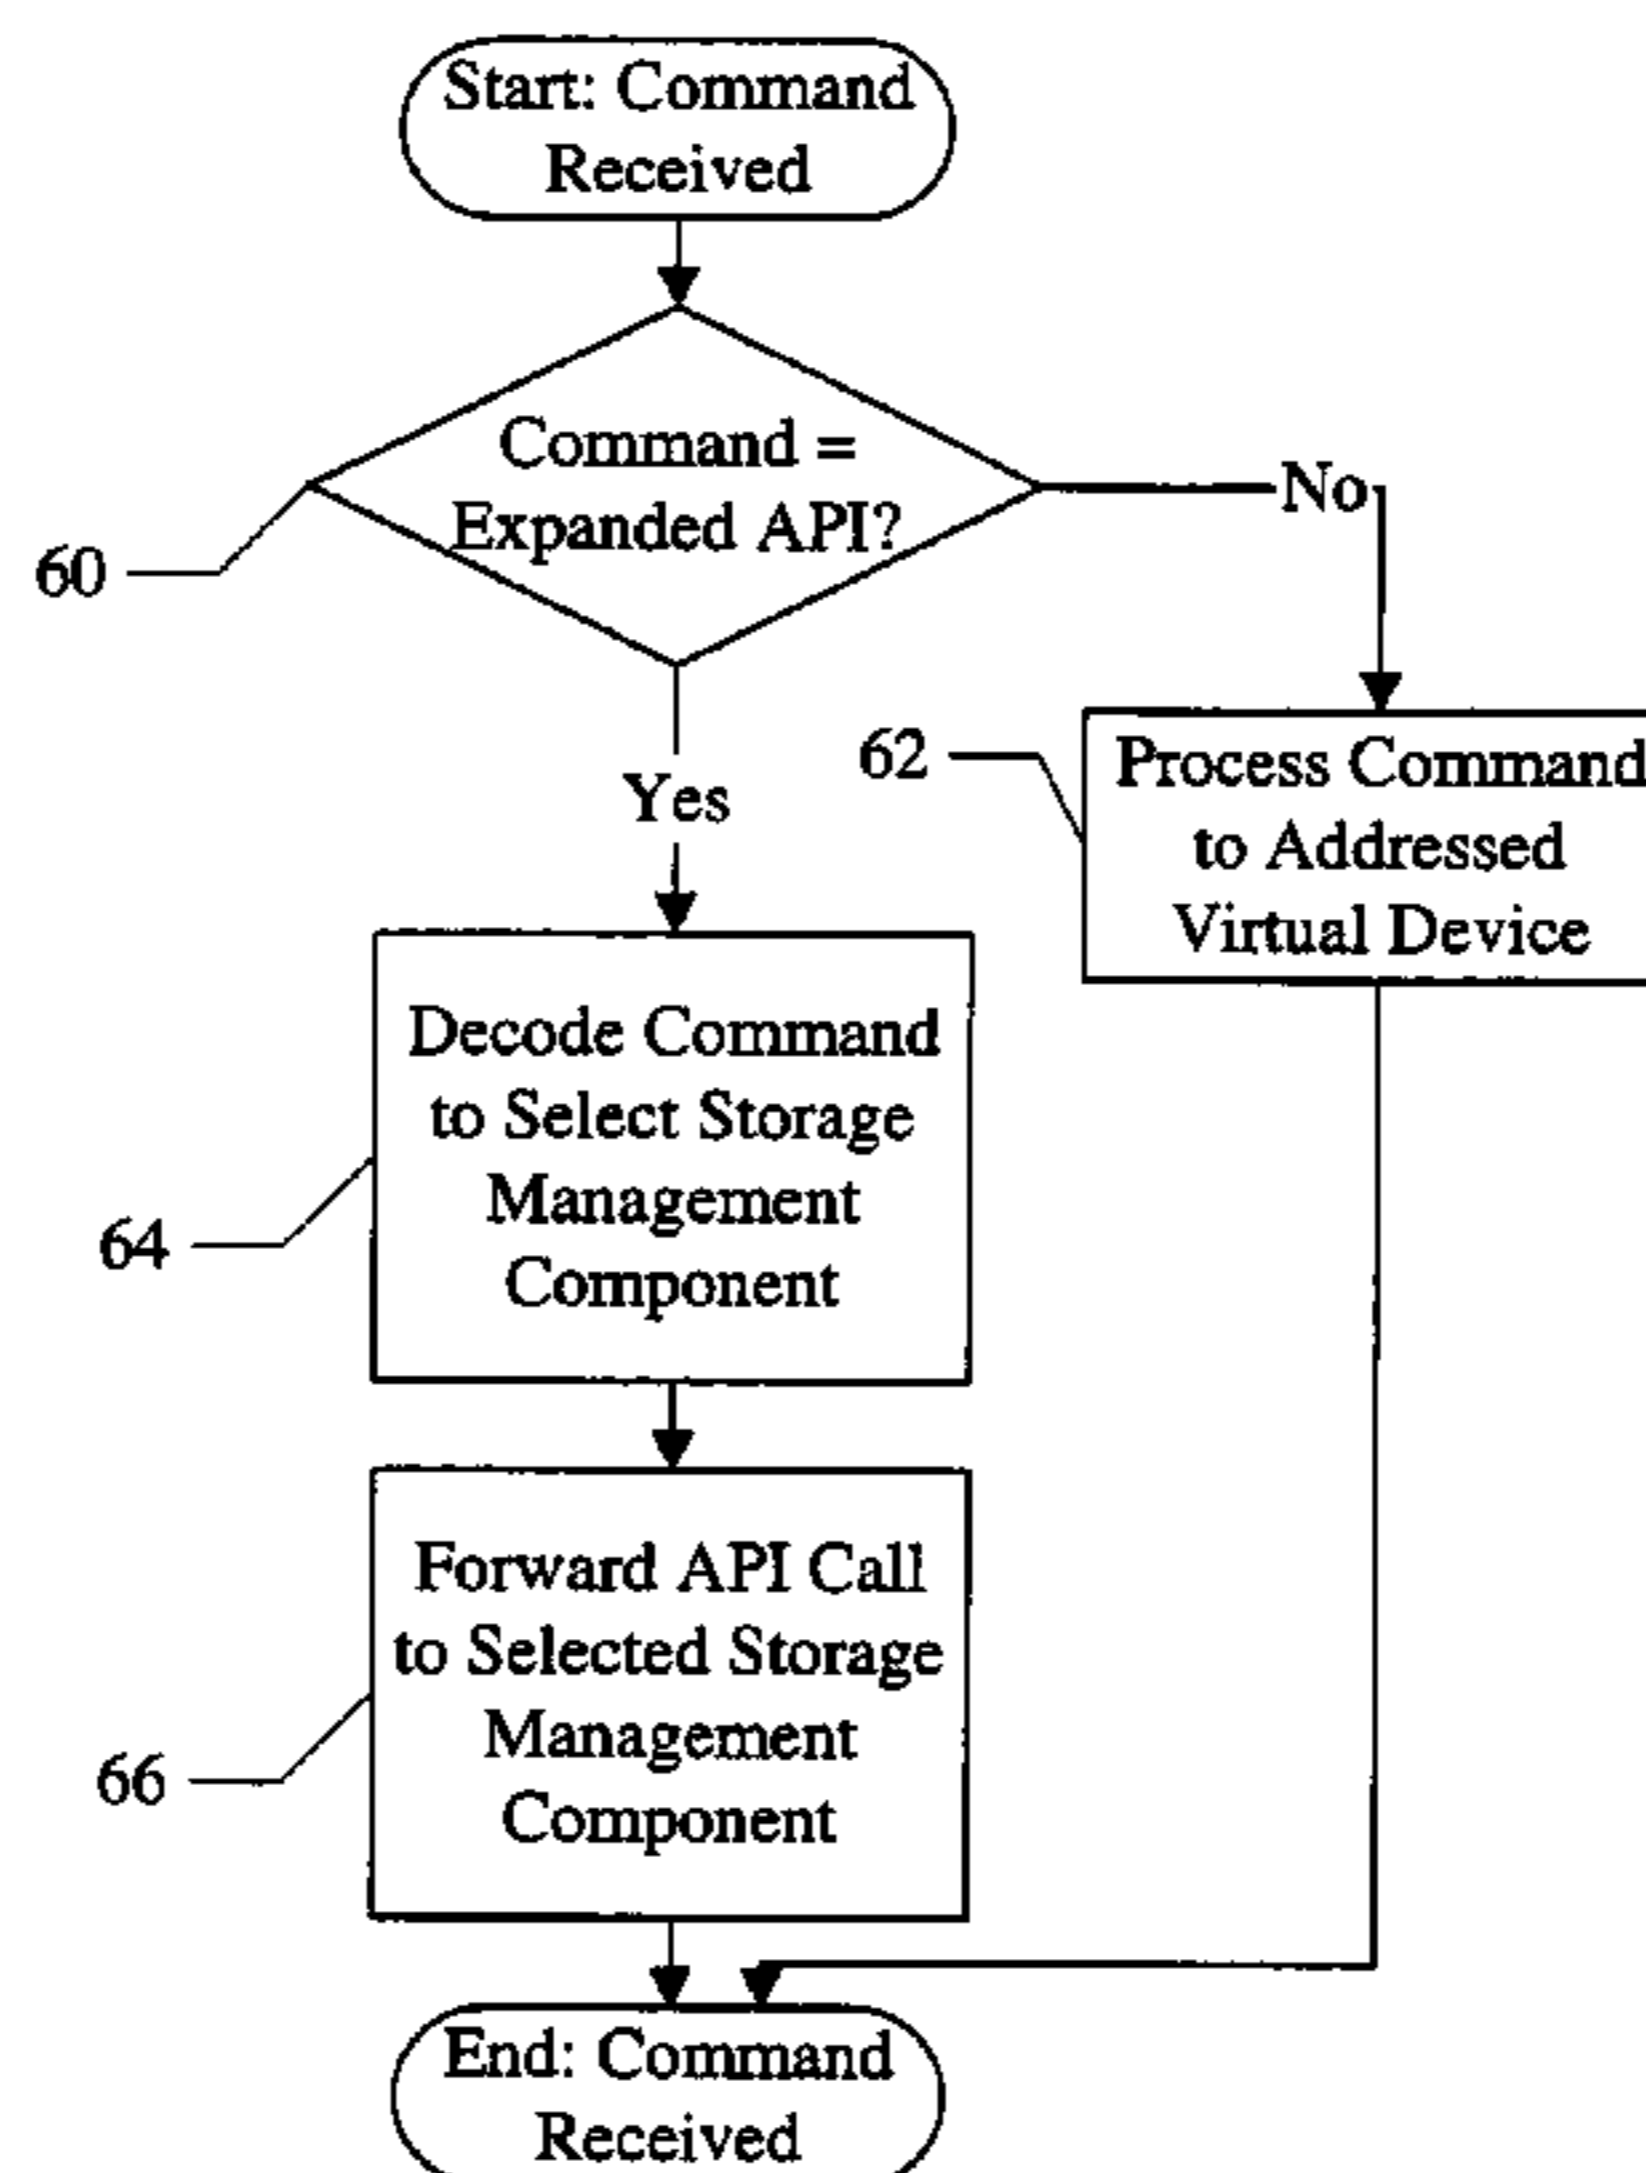 Start: Command
Received
Command =
Expanded API?
No
60
62
Process Command
to Addressed
Virtual Device
Yes
Decode Command
to Select Storage
Management
Component
64
Forward API Call
to Selected Storage
Management
Component
66
End: Command
Received